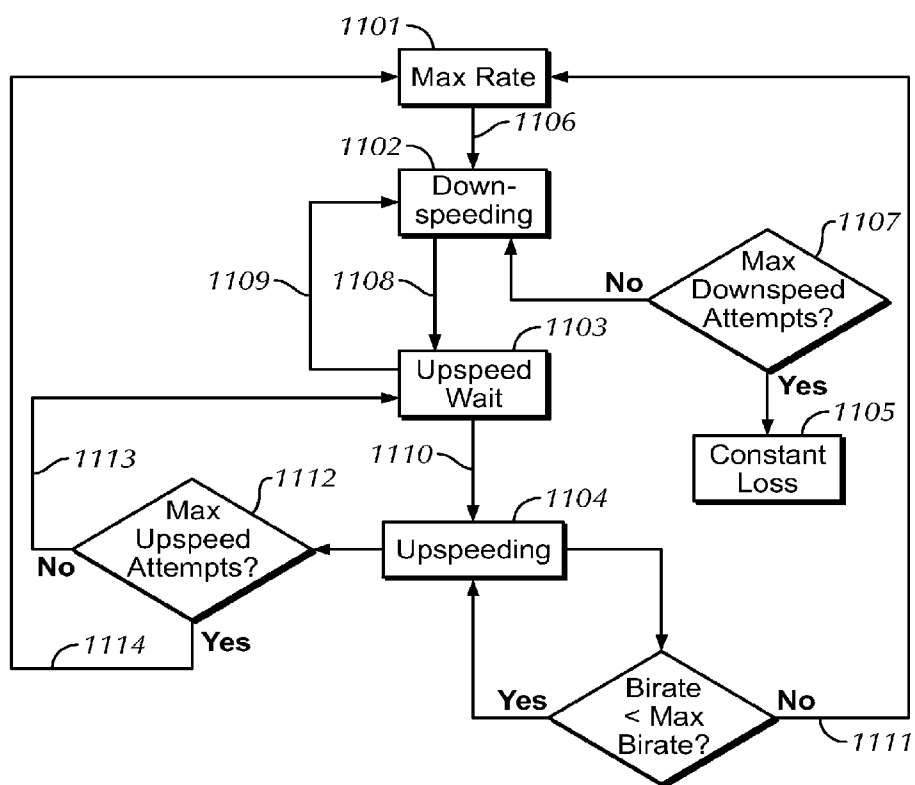 1101
Max Rate
1106
1102
Down-
speeding
1107
Max
Downspeed
Attempts?
No
Yes
1109
1108
1103
Upspeed
Wait
1105
Constant
Loss
1110
1113
1112
Max
Upspeed
Attempts?
No
Yes
1104
Upspeeding
1114
Yes
Birate
< Max
Birate?
No
1111